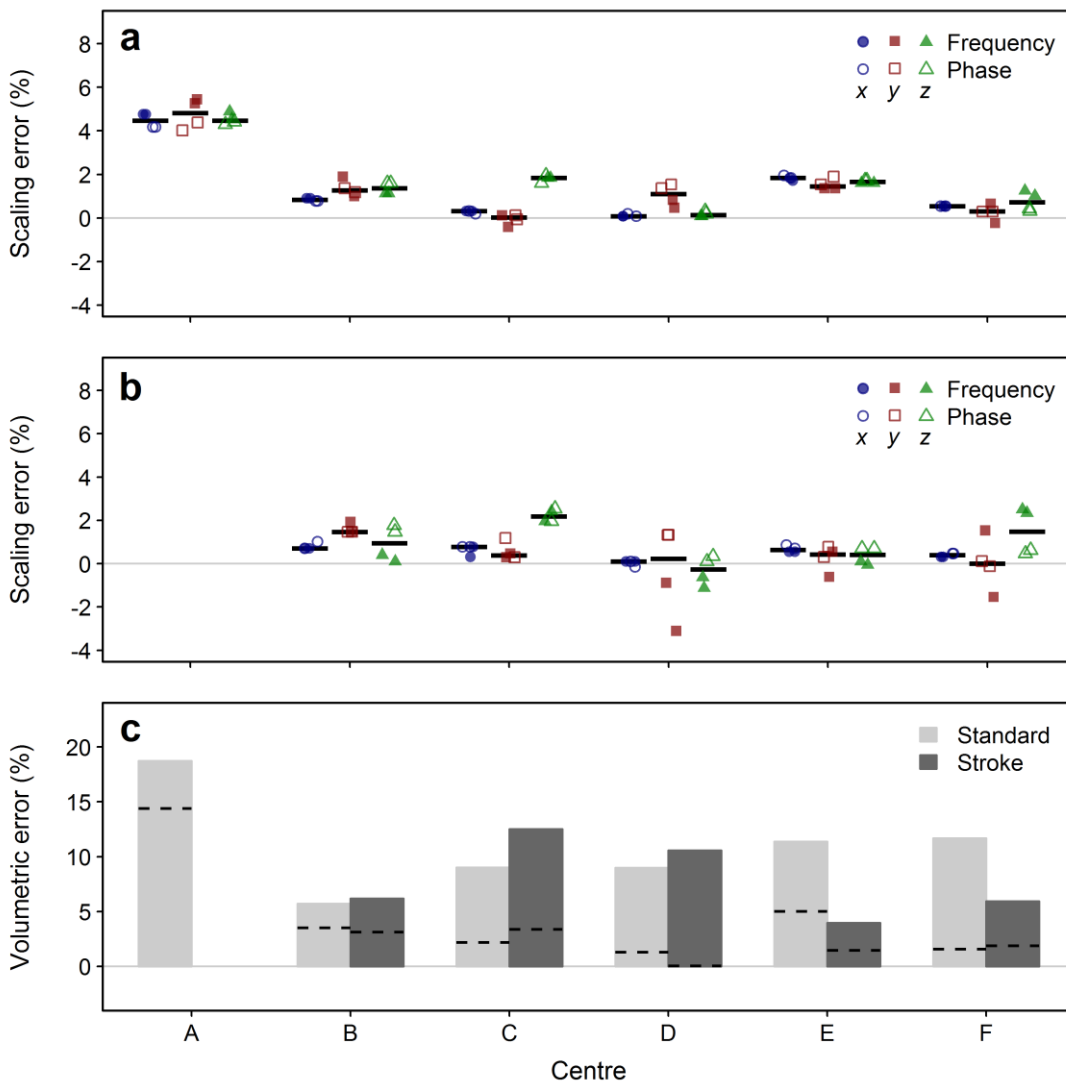 a
Frequency
Phase
x y z
8
6
4
2
0
-2
-4
Scaling error (%)
b
Frequency
Phase
x y z
8
6
4
2
0
-2
-4
Scaling error (%)
c
Standard
Stroke
20
15
10
5
0
Volumetric error (%)
A B C D E F
Centre